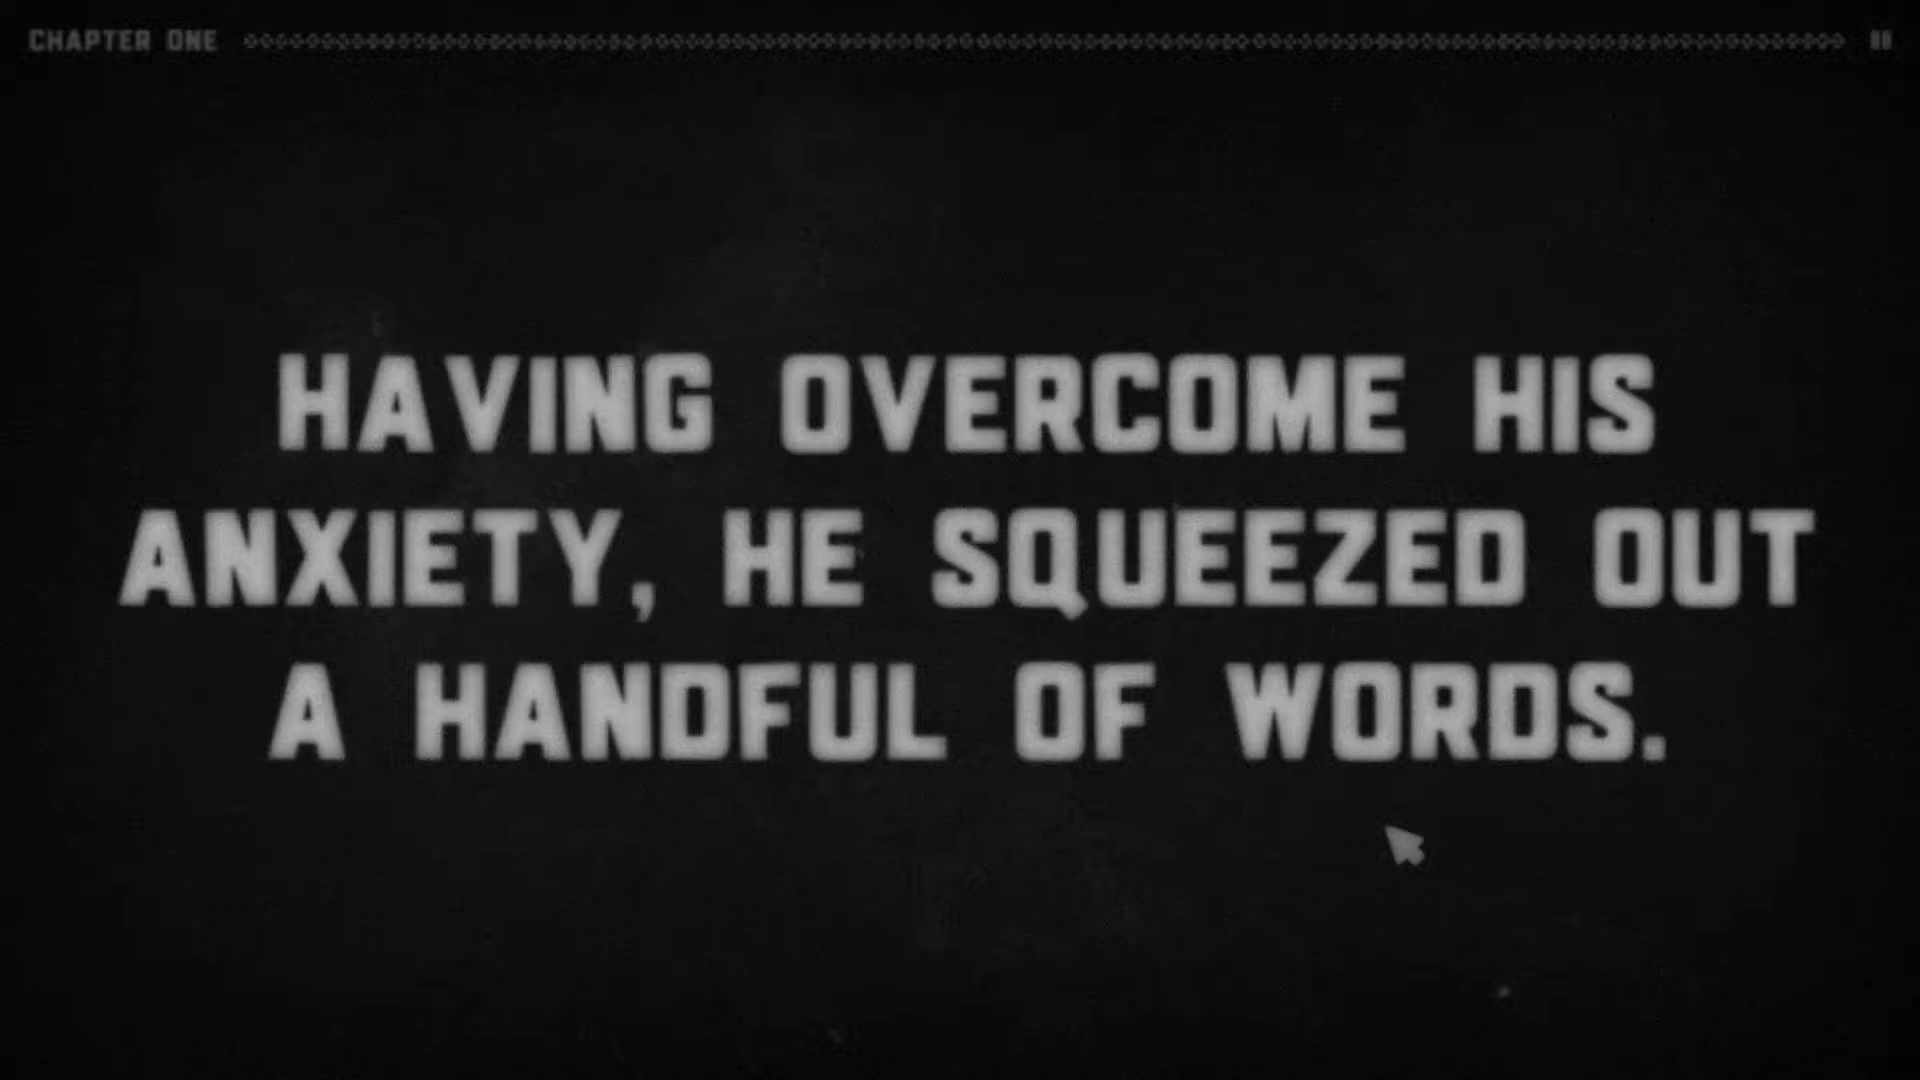 CHAPTER ONE
HAVING OVERCOME HIS
ANXIETY, HE SQUEEZED OUT
A HANDFUL OF WORDS.